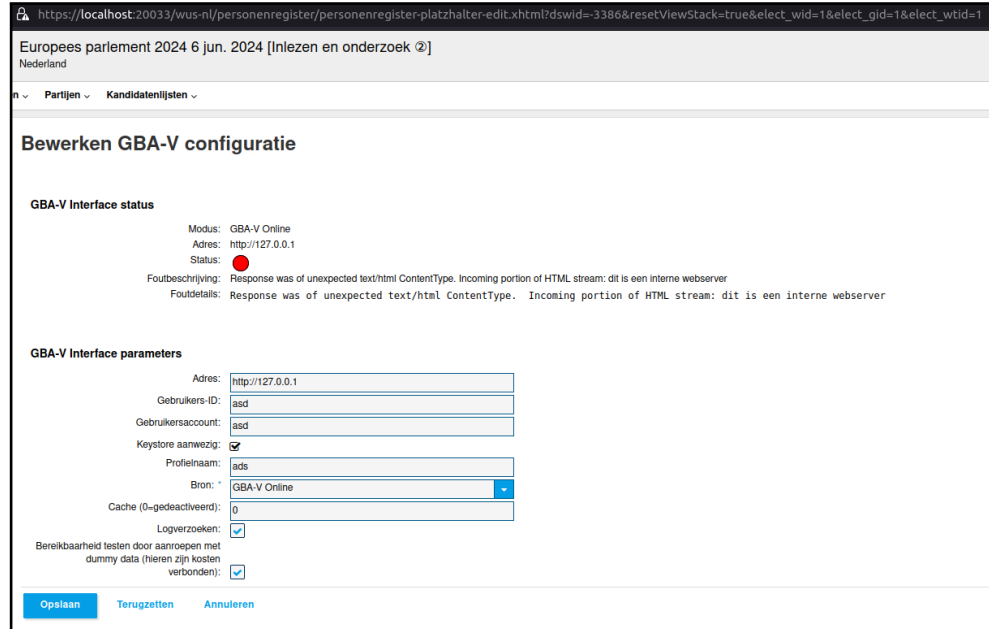 https://localhost:20033/wus-nl/personenregister/personenregister-platzhalter-edit.xhtml?dswid=-3386&resetViewStack=true&elect_wid=1&elect_gid=1&elect_wtid=1
Europees parlement 2024 6 jun. 2024 [Inlezen en onderzoek ②]
Nederland
n Partijen Kandidatenlijsten
Bewerken GBA-V configuratie
GBA-V Interface status
Modus: GBA-V Online
Adres: http://127.0.0.1
Status:
Foutbeschrijving: Response was of unexpected text/html ContentType. Incoming portion of HTML stream: dit is een interne webserver
Foutdetails: Response was of unexpected text/html ContentType.  Incoming portion of HTML stream: dit is een interne webserver
GBA-V Interface parameters
Adres: http://127.0.0.1
Gebruikers-ID: asd
Gebruikersaccount: asd
Keystore aanwezig:
Profielnaam: ads
Bron: * GBA-V Online
Cache (0=gedeactiveerd): 0
Logverzoeken:
Bereikbaarheid testen door aanroepen met
dummy data (hieren zijn kosten
verbonden):
Opslaan Terugzetten Annuleren